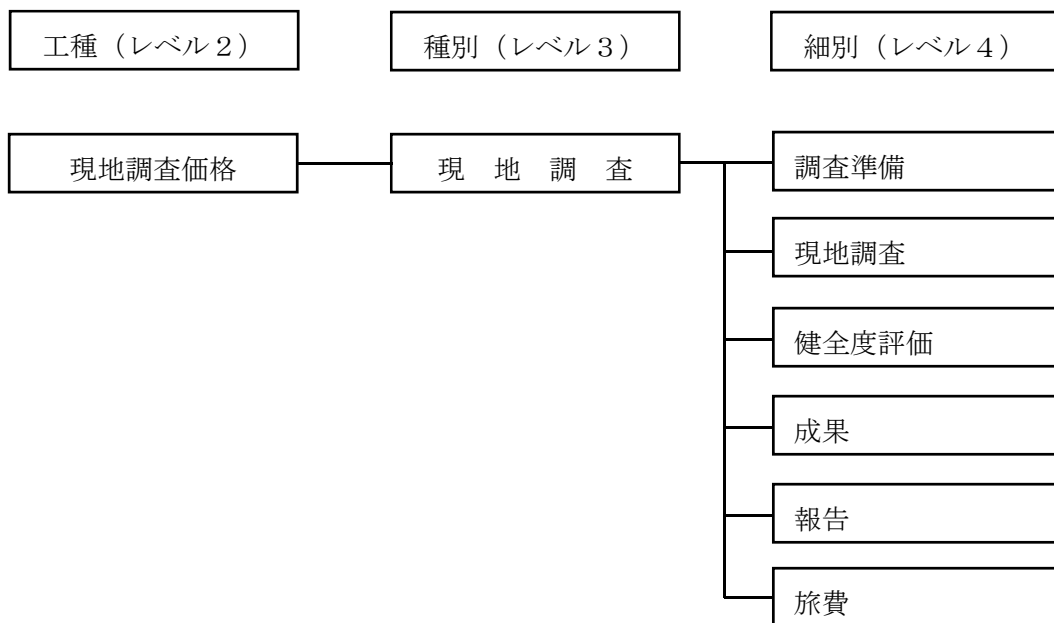 工種（レベル２） 種別（レベル３） 細別（レベル４）
現地調査価格 現　地　調　査 調査準備
現地調査
健全度評価
成果
報告
旅費